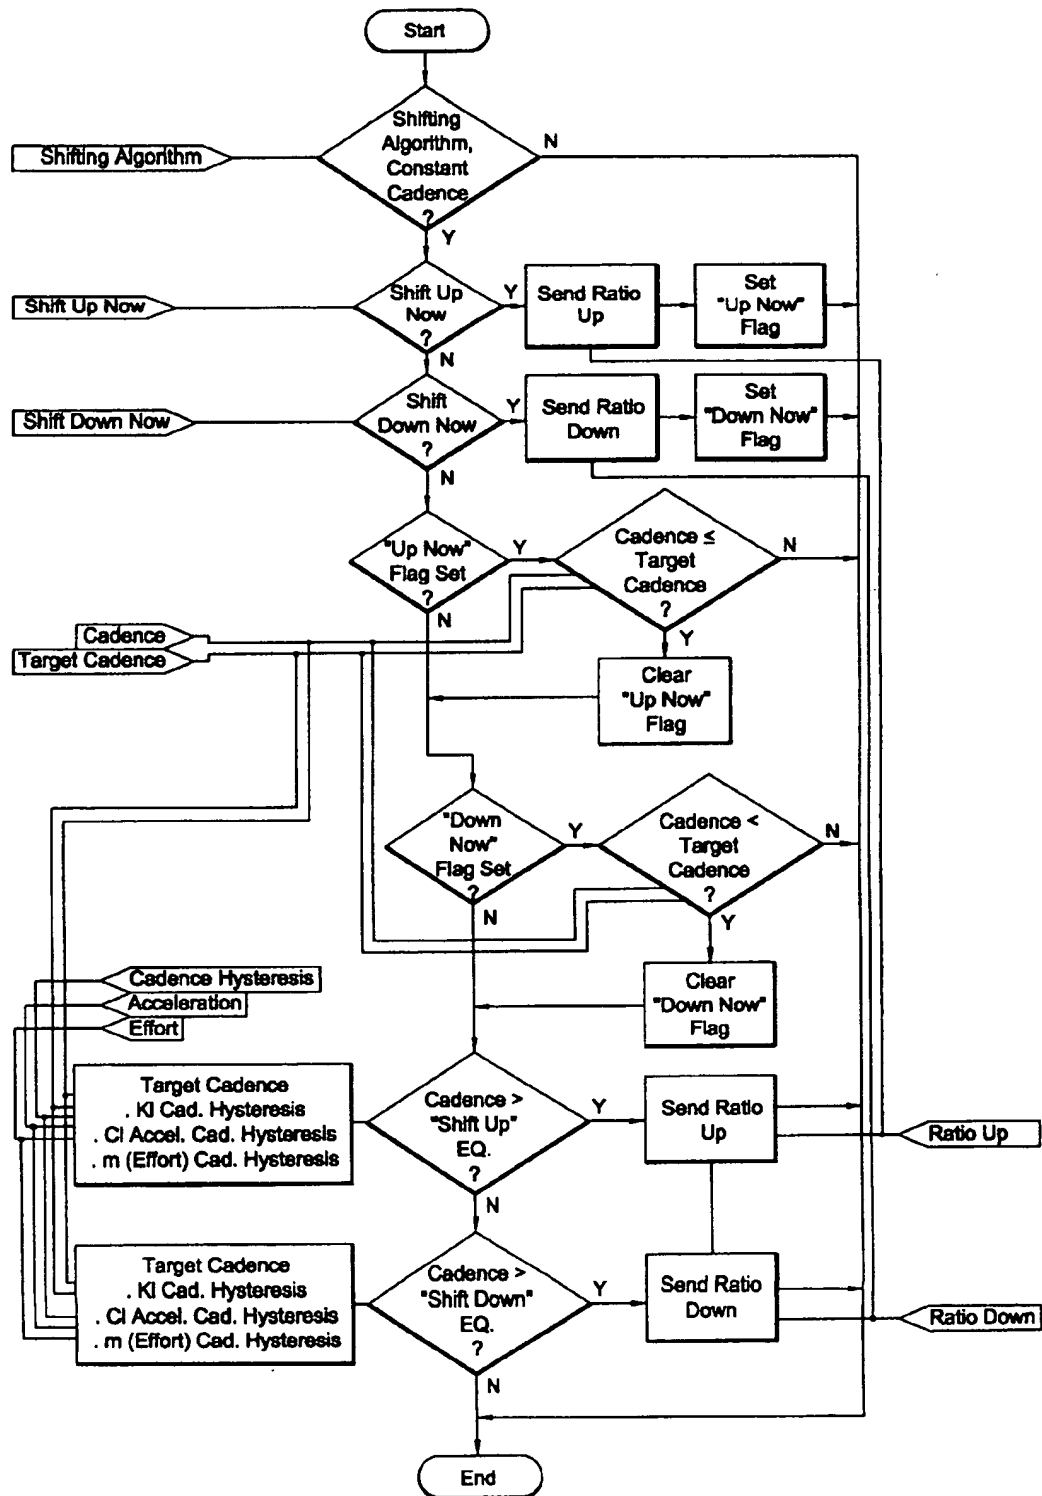 Start
Shifting
Algorithm,
Constant
Cadence
?
N
Y
Shifting Algorithm
Shift Up Now
Shift Up
Now
?
Y
N
Send Ratio
Up
Set
"Up Now"
Flag
Shift Down Now
Shift
Down Now
?
Y
N
Send Ratio
Down
Set
"Down Now"
Flag
"Up Now"
Flag Set
?
Y
N
Cadence ≤
Target
Cadence
?
N
Y
Cadence
Target Cadence
Clear
"Up Now"
Flag
"Down
Now"
Flag Set
?
Y
N
Cadence <
Target
Cadence
?
N
Y
Clear
"Down Now"
Flag
Cadence Hysteresis
Acceleration
Effort
Target Cadence
. KI Cad. Hysteresis
. CI Accel. Cad. Hysteresis
. m (Effort) Cad. Hysteresis
Cadence >
"Shift Up"
EQ.
?
Y
N
Send Ratio
Up
Ratio Up
Target Cadence
. KI Cad. Hysteresis
. CI Accel. Cad. Hysteresis
. m (Effort) Cad. Hysteresis
Cadence >
"Shift Down"
EQ.
?
Y
N
Send Ratio
Down
Ratio Down
End